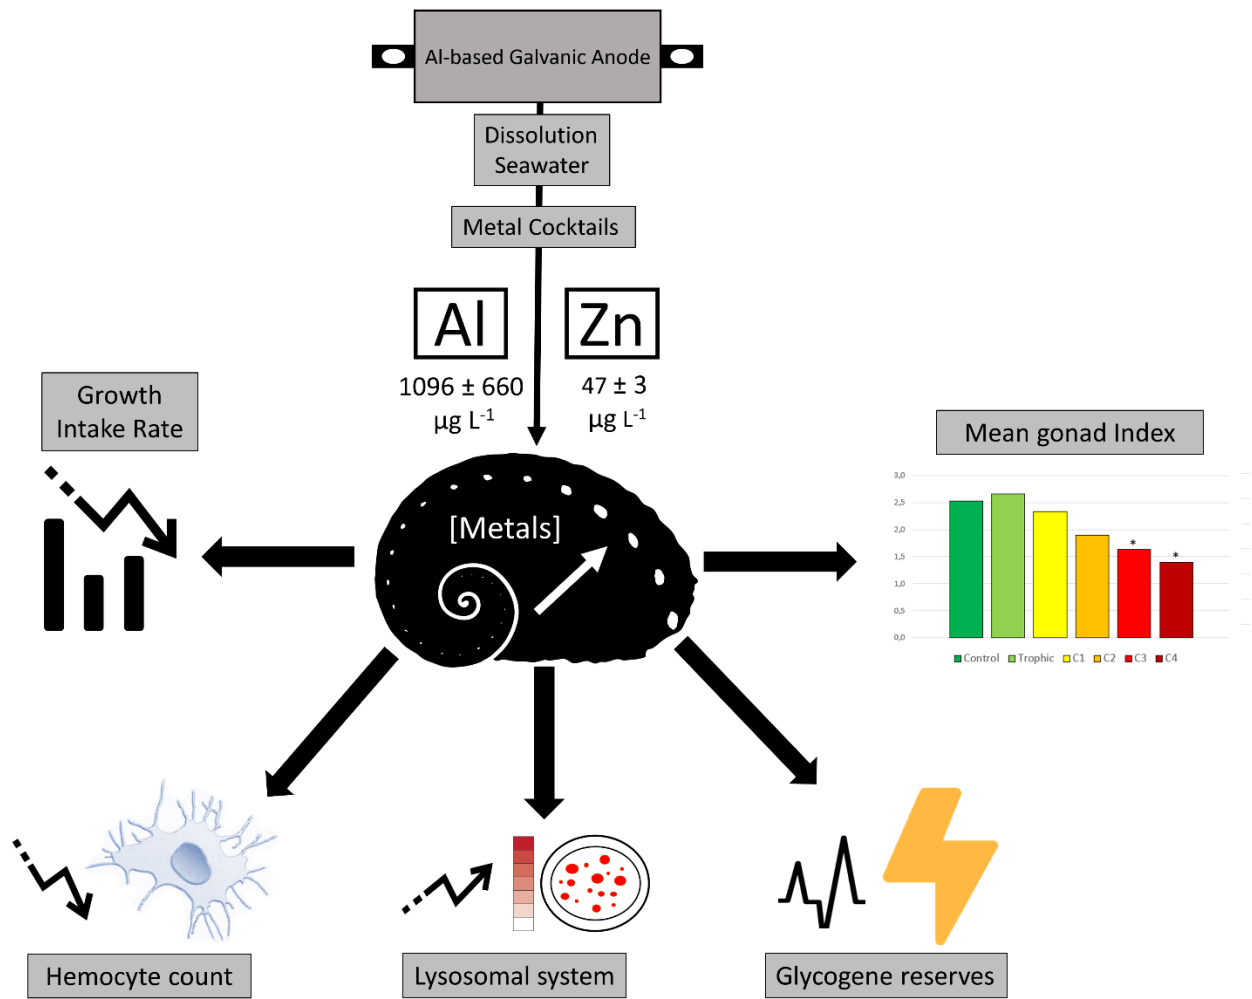 Al-based Galvanic Anode
Dissolution
Seawater
Metal Cocktails
Al
Zn
1096 ± 660
µg L⁻¹
47 ± 3
µg L⁻¹
Growth
Intake Rate
[Metals]
Mean gonad Index
3,0
2,5
2,0
1,5
1,0
0,5
0,0
*
*
Control
Trophic
C1
C2
C3
C4
Hemocyte count
Lysosomal system
Glycogene reserves